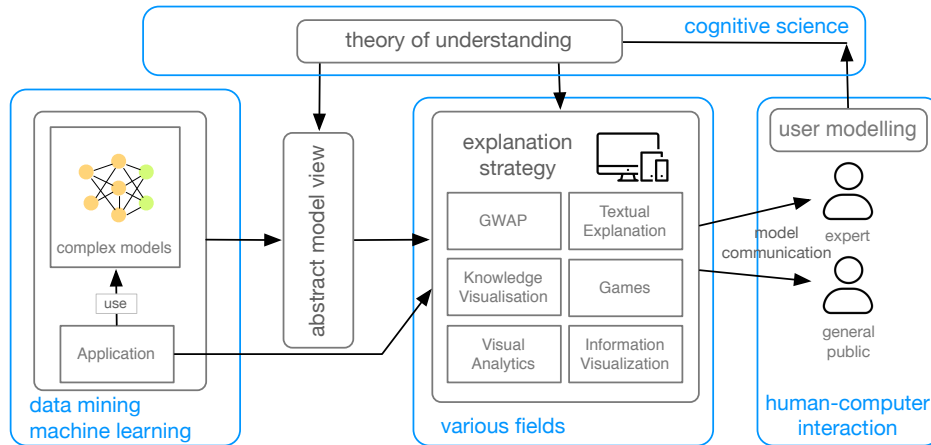 cognitive science
theory of understanding
complex models
use
Application
data mining
machine learning
abstract model view
explanation
strategy
GWAP
Textual
Explanation
Knowledge
Visualisation
Games
Visual
Analytics
Information
Visualization
various fields
model
communication
user modelling
expert
general
public
human-computer
interaction